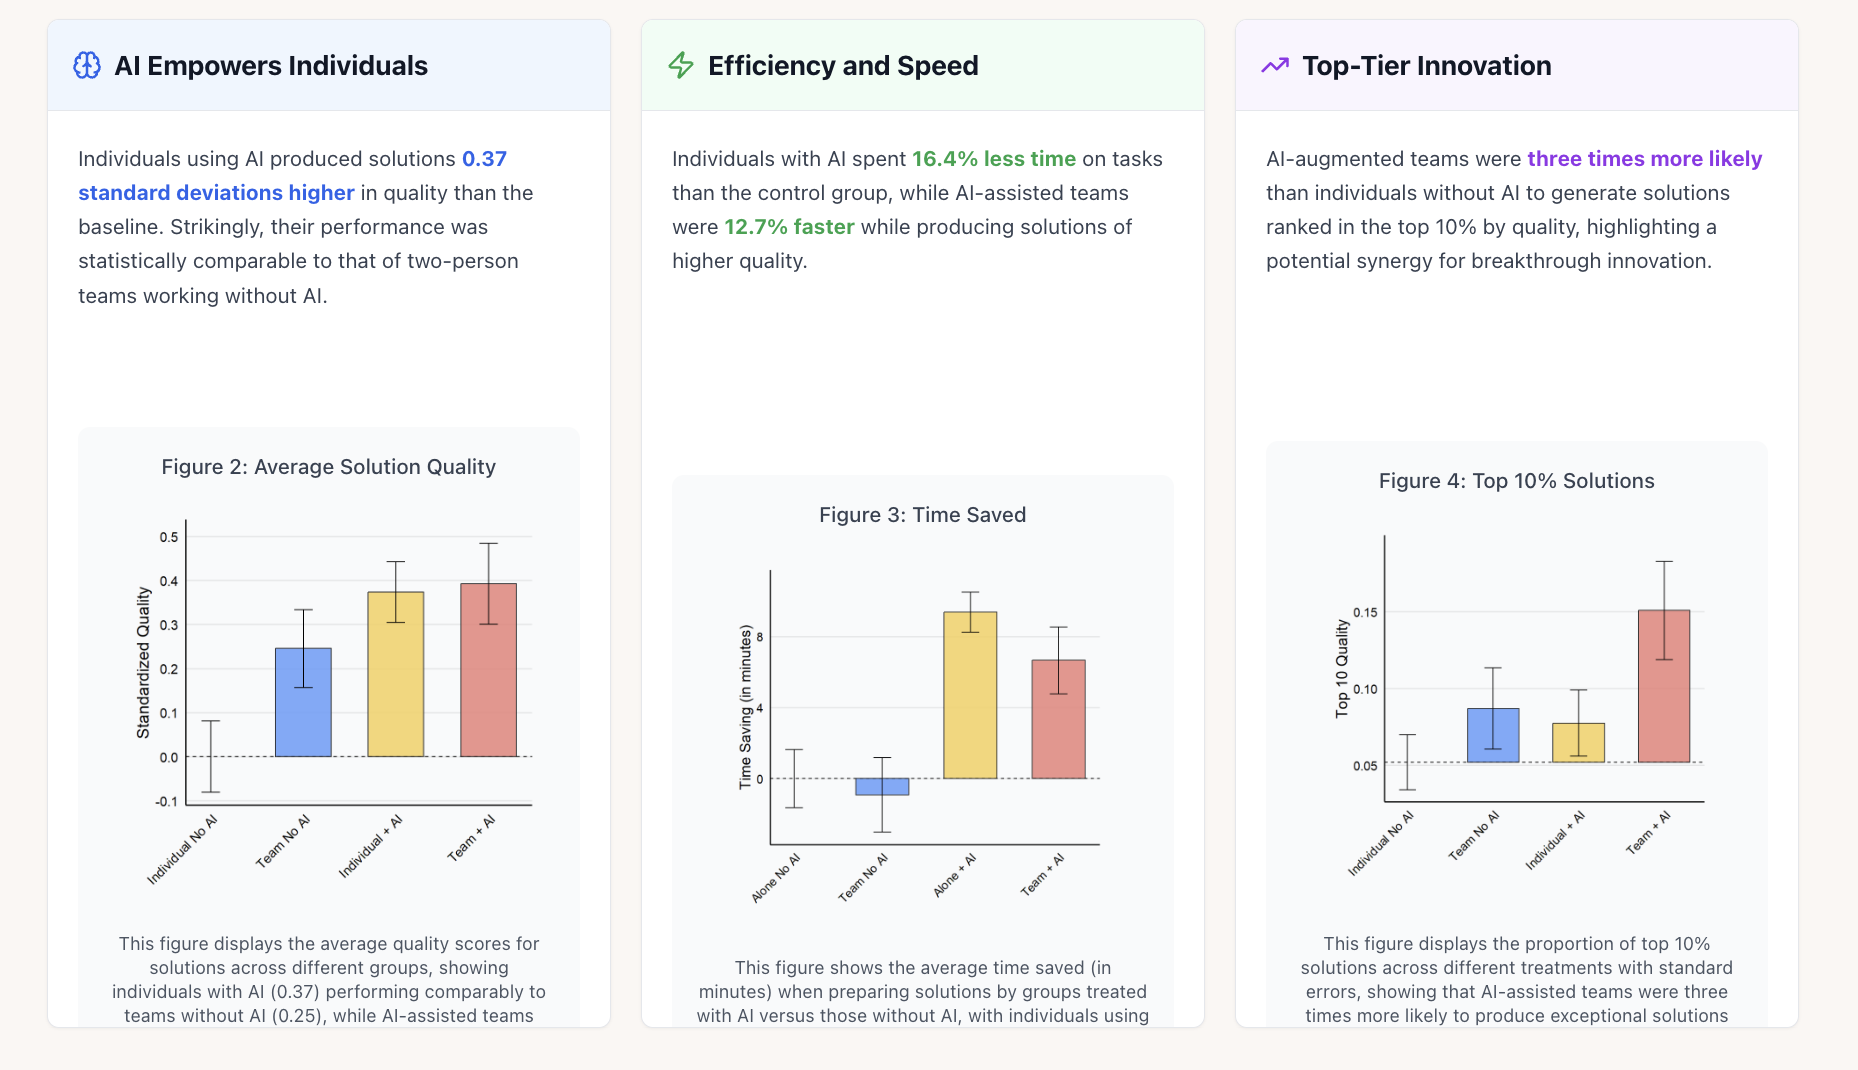 AI Empowers Individuals
Individuals using AI produced solutions 0.37
standard deviations higher in quality than the
baseline. Strikingly, their performance was
statistically comparable to that of two-person
teams working without AI.
Figure 2: Average Solution Quality
Standardized Quality
0.5
0.4
0.3
0.2
0.1
0.0
-0.1
Individual No AI
Team No AI
Individual + AI
Team + AI
This figure displays the average quality scores for
solutions across different groups, showing
individuals with AI (0.37) performing comparably to
teams without AI (0.25), while AI-assisted teams
Efficiency and Speed
Individuals with AI spent 16.4% less time on tasks
than the control group, while AI-assisted teams
were 12.7% faster while producing solutions of
higher quality.
Figure 3: Time Saved
Time Saving (in minutes)
8
4
0
Alone No AI
Team No AI
Alone + AI
Team + AI
This figure shows the average time saved (in
minutes) when preparing solutions by groups treated
with AI versus those without AI, with individuals using
Top-Tier Innovation
AI-augmented teams were three times more likely
than individuals without AI to generate solutions
ranked in the top 10% by quality, highlighting a
potential synergy for breakthrough innovation.
Figure 4: Top 10% Solutions
Top 10 Quality
0.15
0.10
0.05
Individual No AI
Team No AI
Individual + AI
Team + AI
This figure displays the proportion of top 10%
solutions across different treatments with standard
errors, showing that AI-assisted teams were three
times more likely to produce exceptional solutions